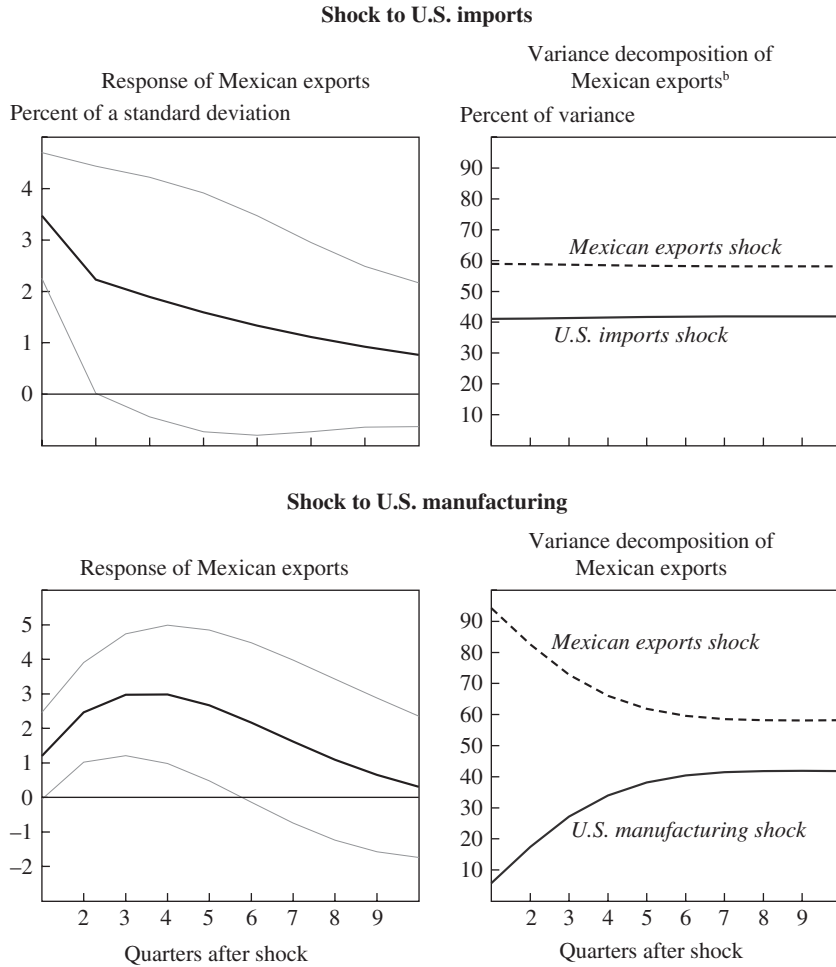 Shock to U.S. imports
Response of Mexican exports
Percent of a standard deviation
4
3
2
1
0
Variance decomposition of
Mexican exportsᵇ
Percent of variance
90
80
70
60
50
40
30
20
10
Mexican exports shock
U.S. imports shock
Shock to U.S. manufacturing
Response of Mexican exports
5
4
3
2
1
0
–1
–2
2 3 4 5 6 7 8 9
Quarters after shock
Variance decomposition of
Mexican exports
90
80
70
60
50
40
30
20
10
Mexican exports shock
U.S. manufacturing shock
2 3 4 5 6 7 8 9
Quarters after shock